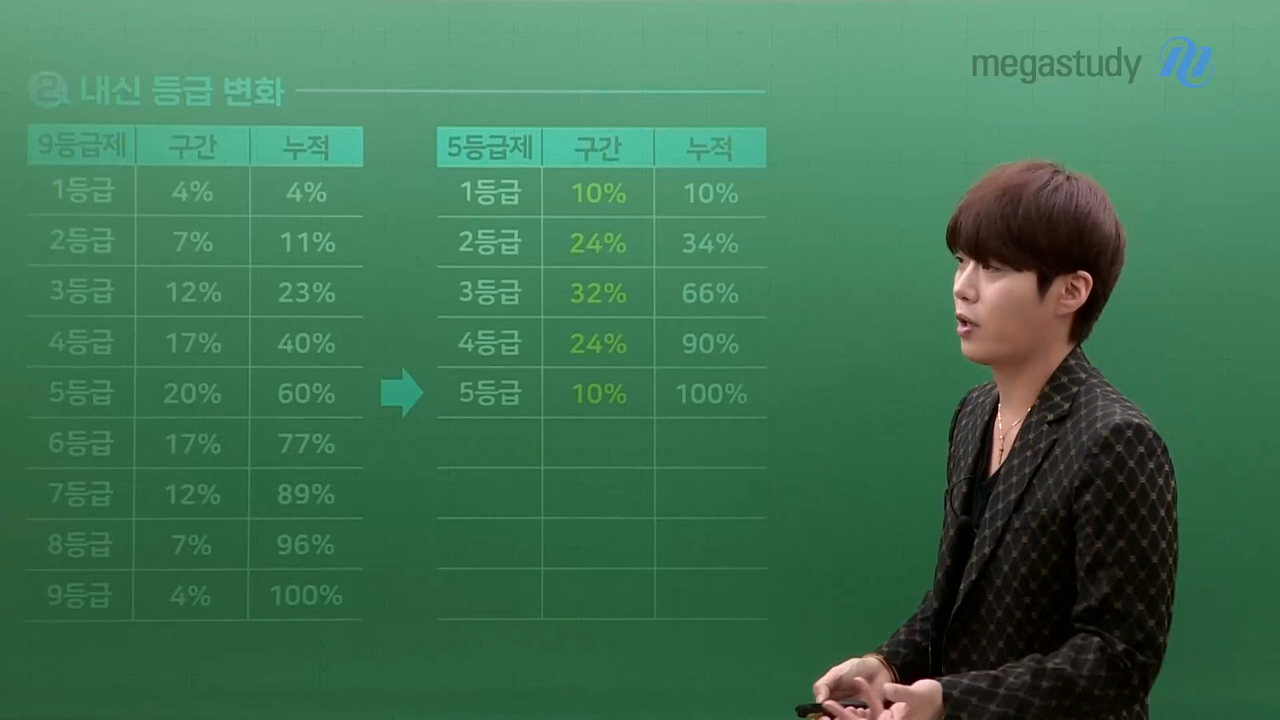 megastudy
2 내신 등급 변화
9등급제 구간 누적
1등급 4% 4%
2등급 7% 11%
3등급 12% 23%
4등급 17% 40%
5등급 20% 60%
6등급 17% 77%
7등급 12% 89%
8등급 7% 96%
9등급 4% 100%
5등급제 구간 누적
1등급 10% 10%
2등급 24% 34%
3등급 32% 66%
4등급 24% 90%
5등급 10% 100%